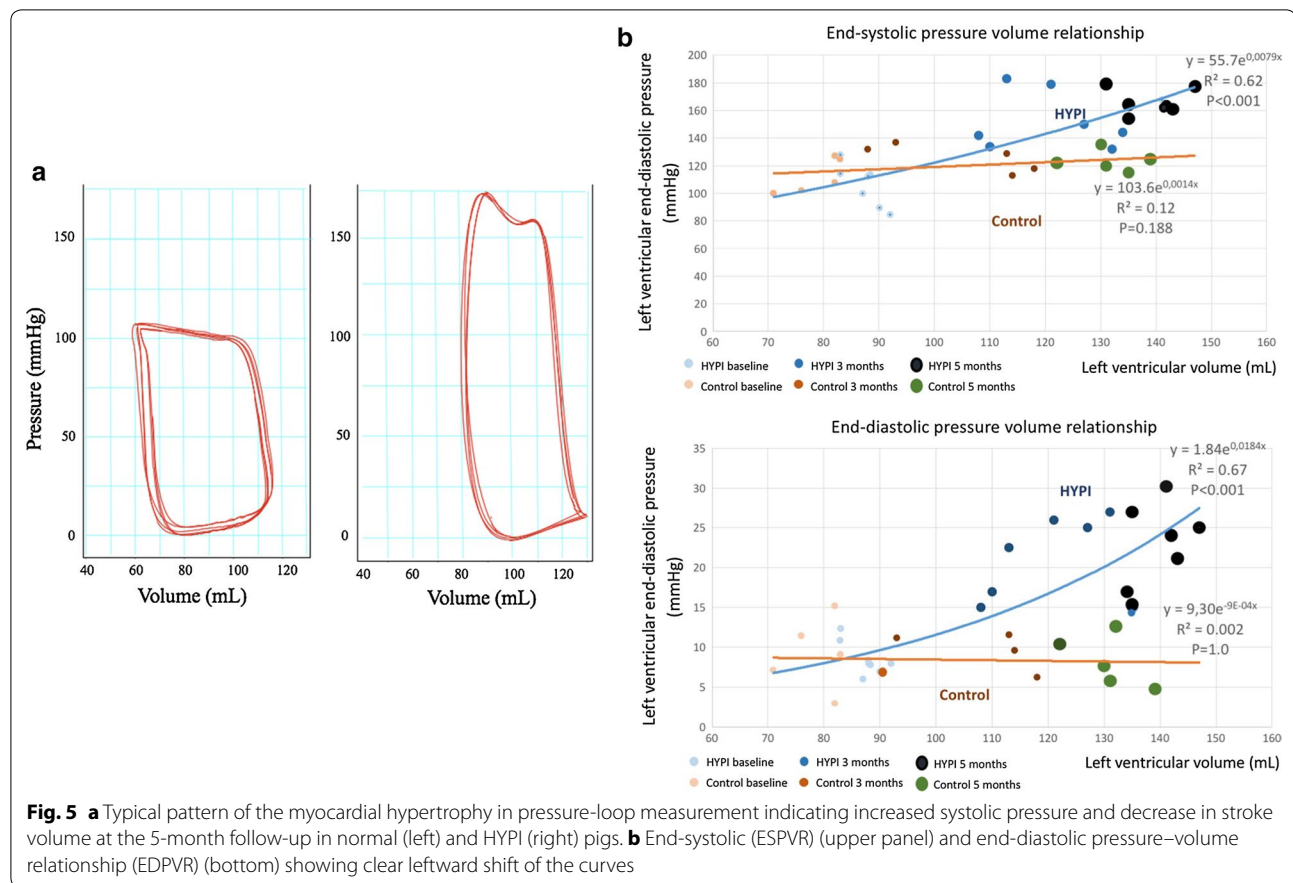 a
Pressure (mmHg)
150
100
50
0
40 60 80 100 120
Volume (mL)
150
100
50
0
40 60 80 100 120
Volume (mL)
b
End-systolic pressure volume relationship
Left ventricular end-diastolic pressure
(mmHg)
200
180
160
140
120
100
80
60
40
20
0
y = 55.7e^0,0079x
R² = 0.62
P<0.001
HYPI
y = 103.6e^0,0014x
R² = 0.12
P=0.188
Control
60 70 80 90 100 110 120 130 140 150 160
HYPI baseline HYPI 3 months HYPI 5 months Left ventricular volume (mL)
Control baseline Control 3 months Control 5 months
End-diastolic pressure volume relationship
Left ventricular end-diastolic pressure
(mmHg)
35
30
25
20
15
10
5
0
y = 1.84e^0,0184x
R² = 0.67
P<0.001
HYPI
y = 9,30e^-9E-04x
R² = 0.002
P=1.0
Control
60 70 80 90 100 110 120 130 140 150 160
HYPI baseline HYPI 3 months HYPI 5 months Left ventricular volume (mL)
Control baseline Control 3 months Control 5 months
Fig. 5 a Typical pattern of the myocardial hypertrophy in pressure-loop measurement indicating increased systolic pressure and decrease in stroke
volume at the 5-month follow-up in normal (left) and HYPI (right) pigs. b End-systolic (ESPVR) (upper panel) and end-diastolic pressure–volume
relationship (EDPVR) (bottom) showing clear leftward shift of the curves